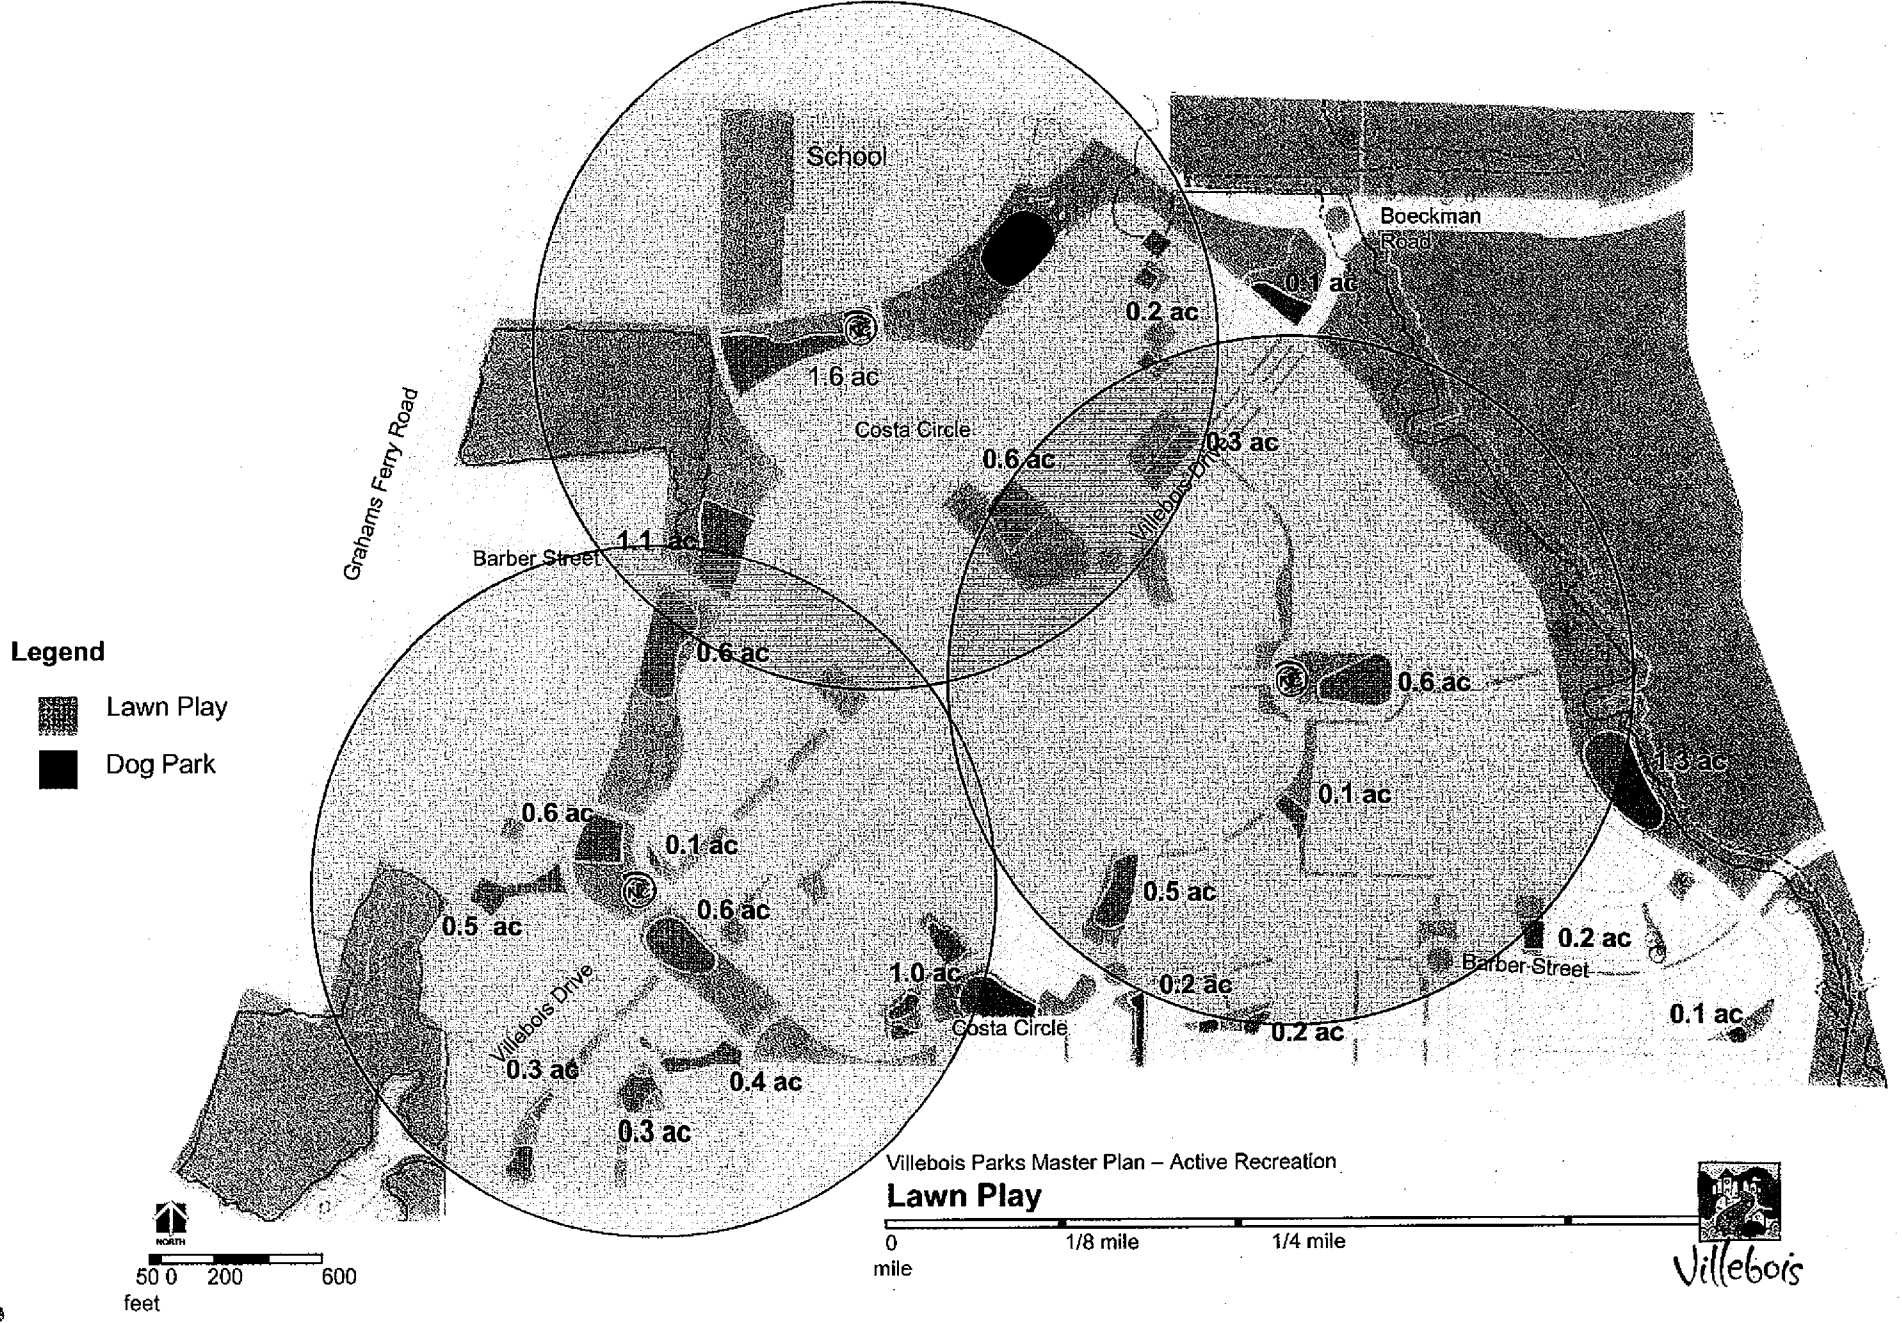 School
Boeckman
Road
0.1 ac
0.2 ac
1.6 ac
Costa Circle
0.3 ac
0.6 ac
Villebois Drive
Grahams Ferry Road
1.1 ac
Barber Street
0.6 ac
Legend
Lawn Play
Dog Park
0.6 ac
1.3 ac
0.1 ac
0.6 ac
0.1 ac
0.5 ac
0.6 ac
0.5 ac
0.2 ac
Barber Street
1.0 ac
0.2 ac
Villebois Drive
Costa Circle
0.2 ac
0.1 ac
0.3 ac
0.4 ac
0.3 ac
Villebois Parks Master Plan – Active Recreation
Lawn Play
0
1/8 mile
1/4 mile
mile
NORTH
50 0 200 600
feet
Villebois